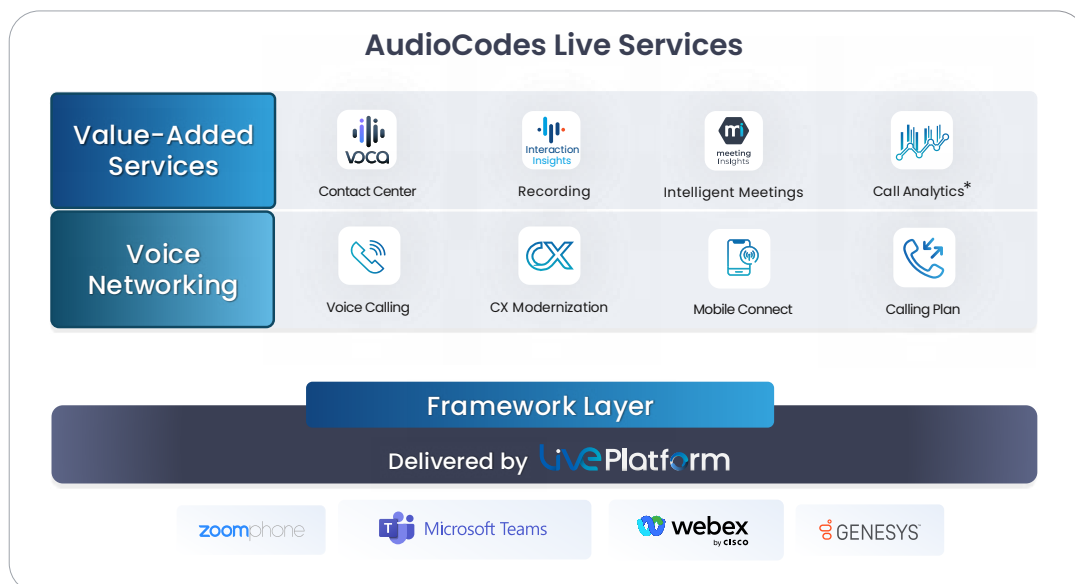 AudioCodes Live Services
Value-Added
Services
VOCA
Contact Center
Interaction
Insights
Recording
mi
meeting
insights
Intelligent Meetings
Call Analytics*
Voice
Networking
Voice Calling
CX
CX Modernization
Mobile Connect
Calling Plan
Framework Layer
Delivered by LivePlatform
zoomphone
T
Microsoft Teams
webex
by cisco
GENESYS™